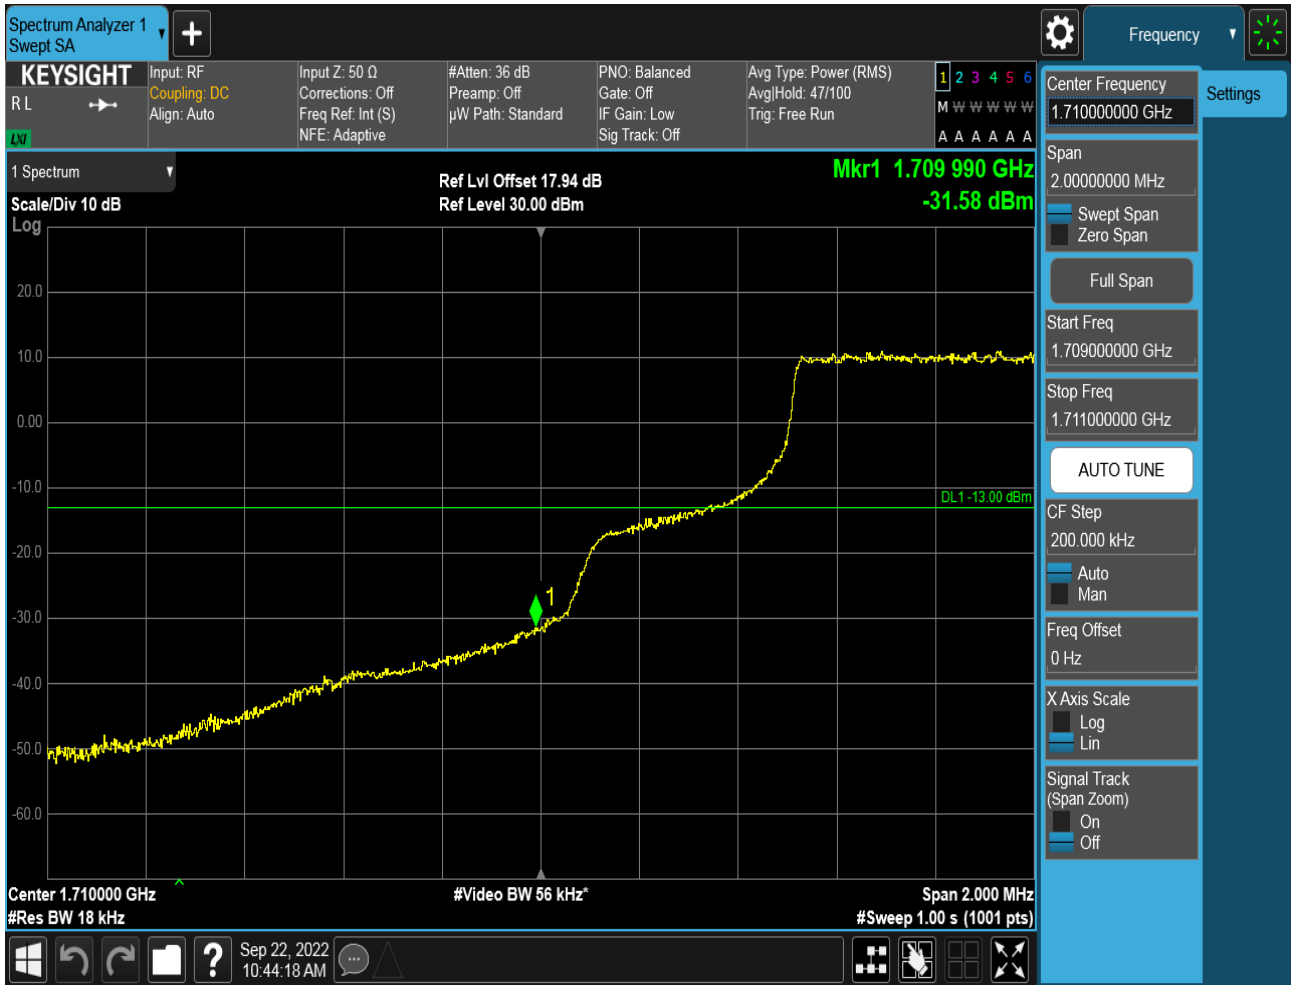 Spectrum Analyzer 1
Swept SA
Frequency
KEYSIGHT
R L
LXI
Input: RF
Coupling: DC
Align: Auto
Input Z: 50 Ω
Corrections: Off
Freq Ref: Int (S)
NFE: Adaptive
#Atten: 36 dB
Preamp: Off
µW Path: Standard
PNO: Balanced
Gate: Off
IF Gain: Low
Sig Track: Off
Avg Type: Power (RMS)
Avg|Hold: 47/100
Trig: Free Run
1 2 3 4 5 6
M W W W W W
A A A A A A
1 Spectrum
Scale/Div 10 dB
Log
Ref Lvl Offset 17.94 dB
Ref Level 30.00 dBm
Mkr1 1.709 990 GHz
-31.58 dBm
20.0
10.0
0.00
-10.0
-20.0
-30.0
-40.0
-50.0
-60.0
DL1 -13.00 dBm
1
Center 1.710000 GHz
#Res BW 18 kHz
#Video BW 56 kHz*
Span 2.000 MHz
#Sweep 1.00 s (1001 pts)
?
Sep 22, 2022
10:44:18 AM
Center Frequency
1.710000000 GHz
Settings
Span
2.00000000 MHz
Swept Span
Zero Span
Full Span
Start Freq
1.709000000 GHz
Stop Freq
1.711000000 GHz
AUTO TUNE
CF Step
200.000 kHz
Auto
Man
Freq Offset
0 Hz
X Axis Scale
Log
Lin
Signal Track
(Span Zoom)
On
Off